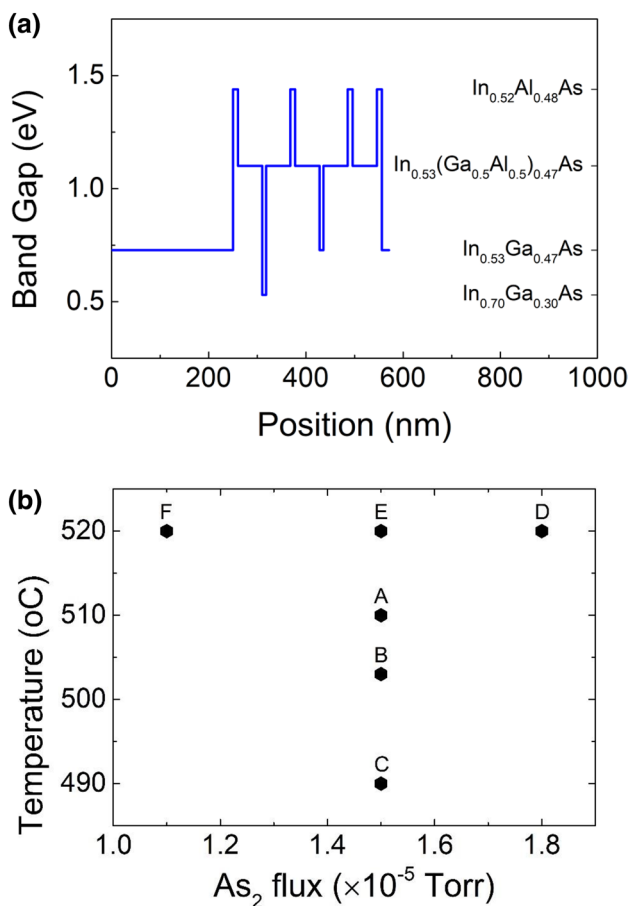 (a)
1.5
1.0
0.5
Band Gap (eV)
In0.52Al0.48As
In0.53(Ga0.5Al0.5)0.47As
In0.53Ga0.47As
In0.70Ga0.30As
0 200 400 600 800 1000
Position (nm)
(b)
F E D
520
A
510
B
500
C
490
Temperature (oC)
1.0 1.2 1.4 1.6 1.8
As2 flux (×10-5 Torr)